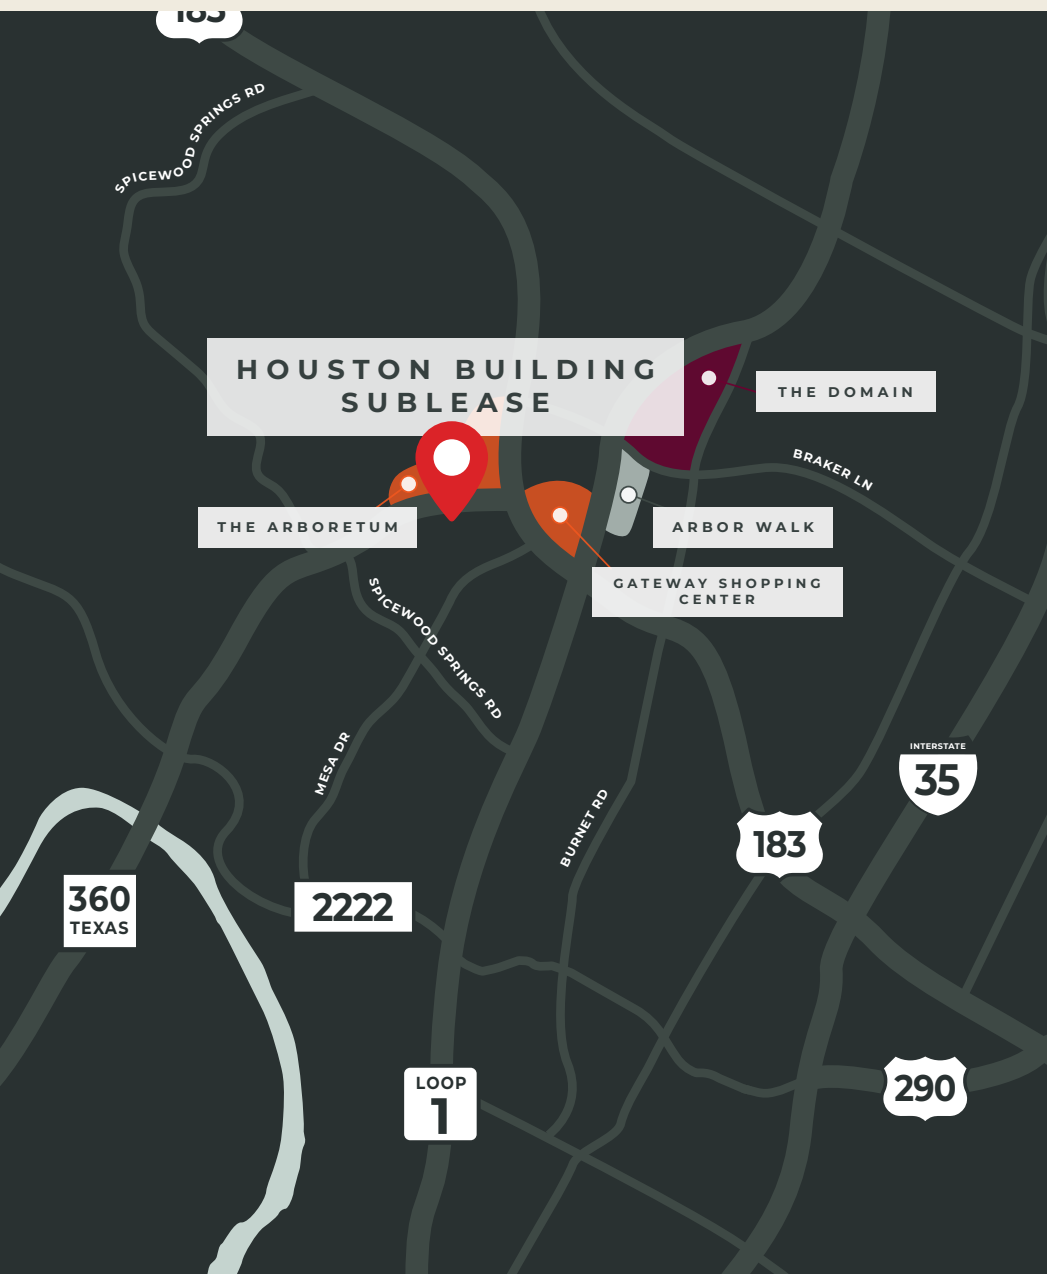 183
SPICEWOOD SPRINGS RD
HOUSTON BUILDING
SUBLEASE
THE DOMAIN
BRAKER LN
THE ARBORETUM
ARBOR WALK
GATEWAY SHOPPING
CENTER
SPICEWOOD SPRINGS RD
MESA DR
INTERSTATE
35
BURNET RD
183
360
TEXAS
2222
LOOP
1
290